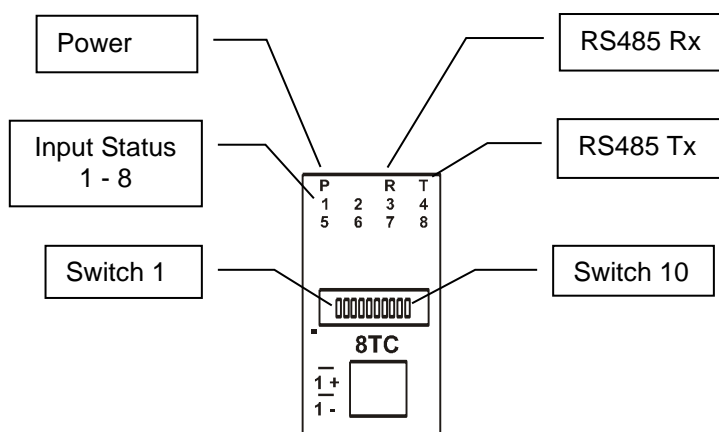 Power
RS485 Rx
Input Status
1 - 8
RS485 Tx
P R T
1 2 3 4
5 6 7 8
Switch 1
Switch 10
8TC
1 +
1 -